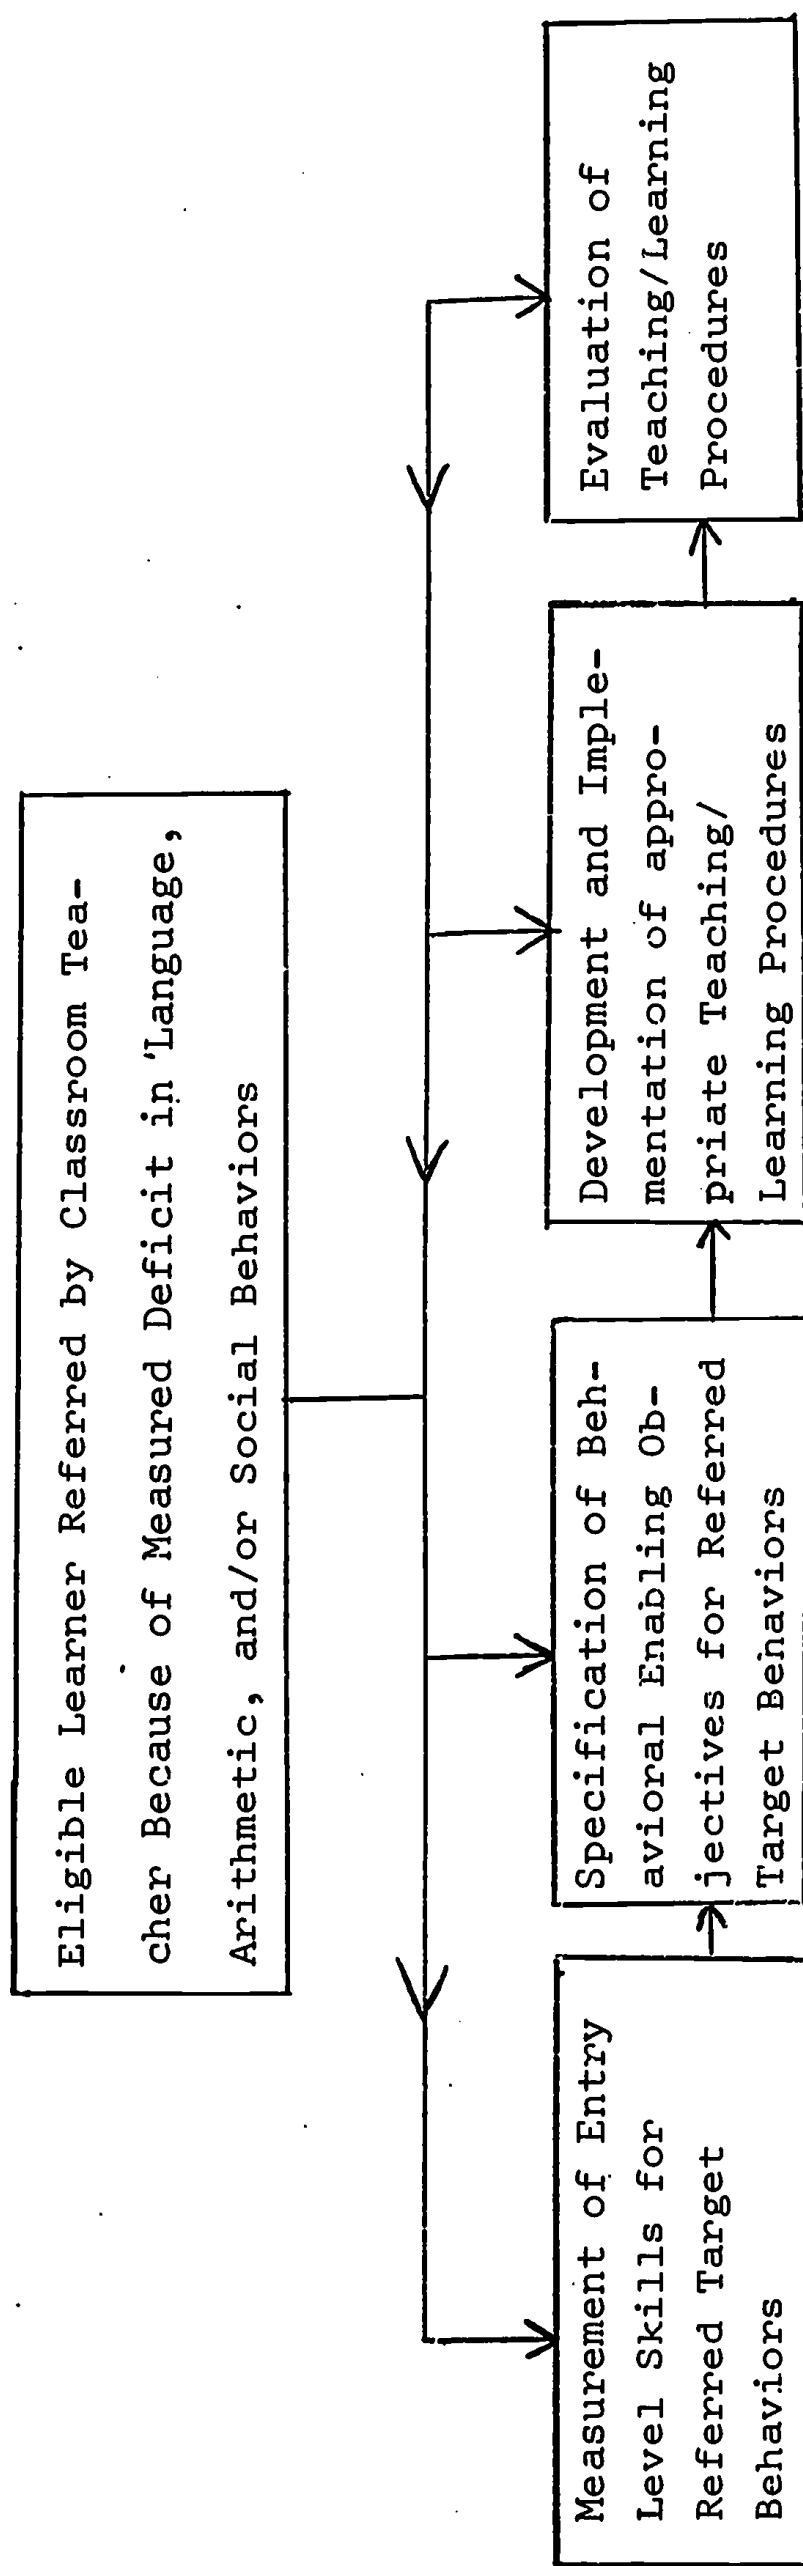 Eligible Learner Referred by Classroom Tea-
cher Because of Measured Deficit in 'Language,
Arithmetic, and/or Social Behaviors
Measurement of Entry
Level Skills for
Referred Target
Behaviors
Specification of Beh-
avioral Enabling Ob-
jectives for Referred
Target Behaviors
Development and Imple-
mentation of appro-
priate Teaching/
Learning Procedures
Evaluation of
Teaching/Learning
Procedures